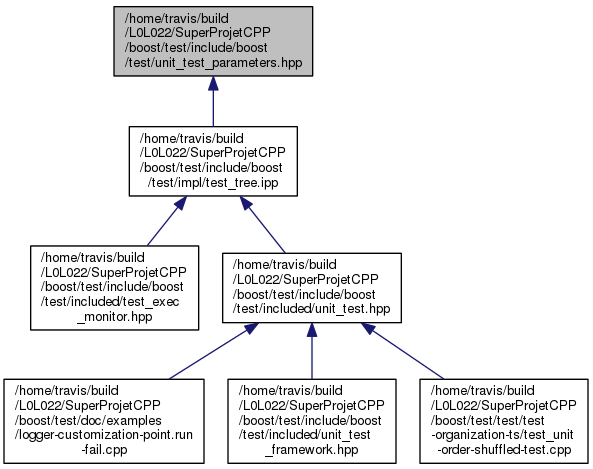 /home/travis/build
/L0L022/SuperProjetCPP
/boost/test/include/boost
/test/unit_test_parameters.hpp
/home/travis/build
/L0L022/SuperProjetCPP
/boost/test/include/boost
/test/impl/test_tree.ipp
/home/travis/build
/L0L022/SuperProjetCPP
/boost/test/include/boost
/test/included/test_exec
_monitor.hpp
/home/travis/build
/L0L022/SuperProjetCPP
/boost/test/include/boost
/test/included/unit_test.hpp
/home/travis/build
/L0L022/SuperProjetCPP
/boost/test/doc/examples
/logger-customization-point.run
-fail.cpp
/home/travis/build
/L0L022/SuperProjetCPP
/boost/test/include/boost
/test/included/unit_test
_framework.hpp
/home/travis/build
/L0L022/SuperProjetCPP
/boost/test/test/test
-organization-ts/test_unit
-order-shuffled-test.cpp